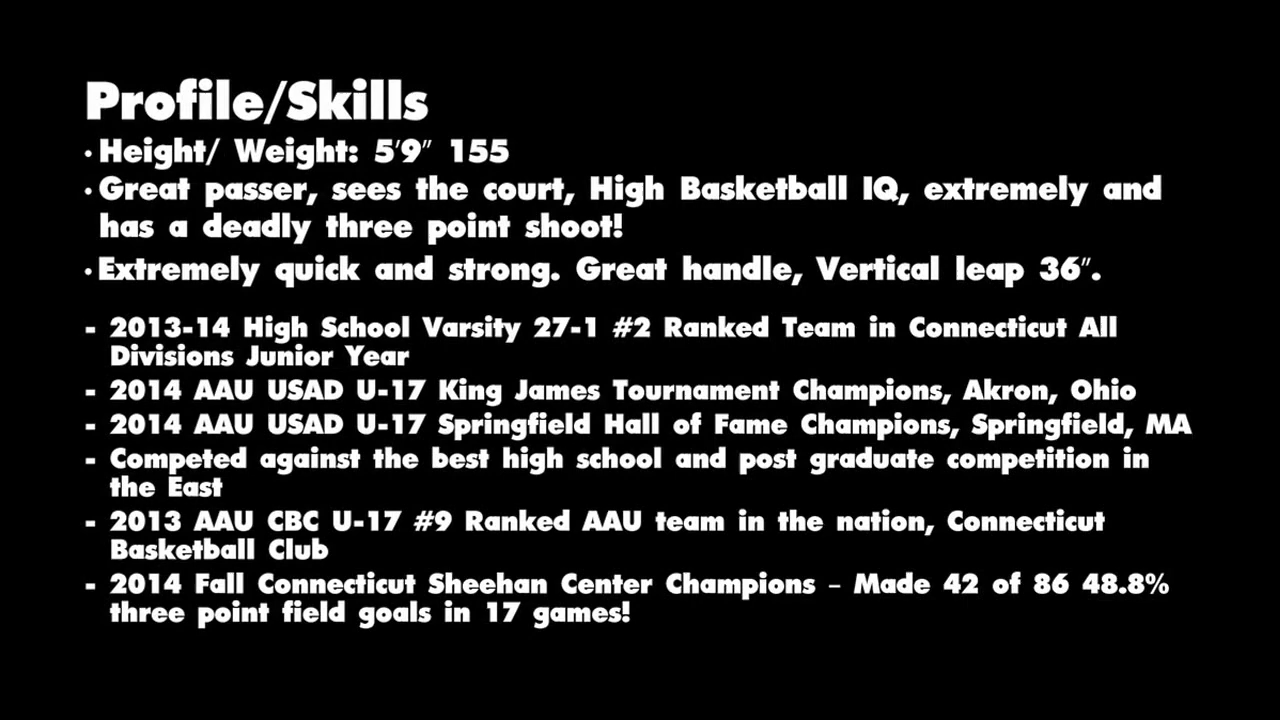 Profile/Skills
• Height/ Weight: 5'9" 155
• Great passer, sees the court, High Basketball IQ, extremely and
has a deadly three point shoot!
• Extremely quick and strong. Great handle, Vertical leap 36".
- 2013-14 High School Varsity 27-1 #2 Ranked Team in Connecticut All
Divisions Junior Year
- 2014 AAU USAD U-17 King James Tournament Champions, Akron, Ohio
- 2014 AAU USAD U-17 Springfield Hall of Fame Champions, Springfield, MA
- Competed against the best high school and post graduate competition in
the East
- 2013 AAU CBC U-17 #9 Ranked AAU team in the nation, Connecticut
Basketball Club
- 2014 Fall Connecticut Sheehan Center Champions – Made 42 of 86 48.8%
three point field goals in 17 games!